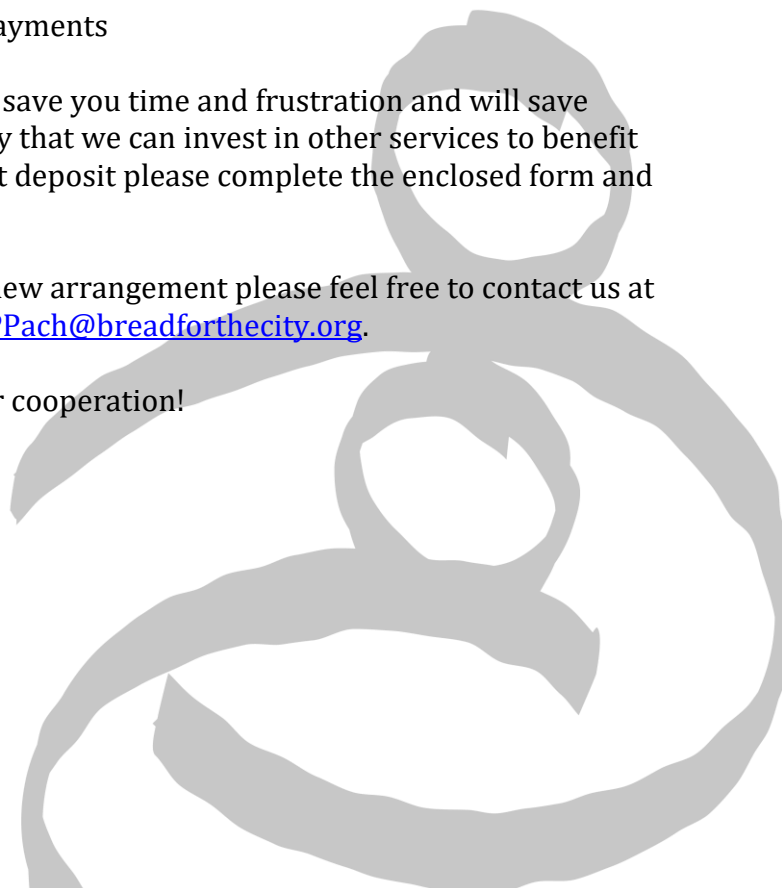 ayments
save you time and frustration and will save
y that we can invest in other services to benefit
t deposit please complete the enclosed form and
ew arrangement please feel free to contact us at
PPach@breadforthecity.org.
r cooperation!